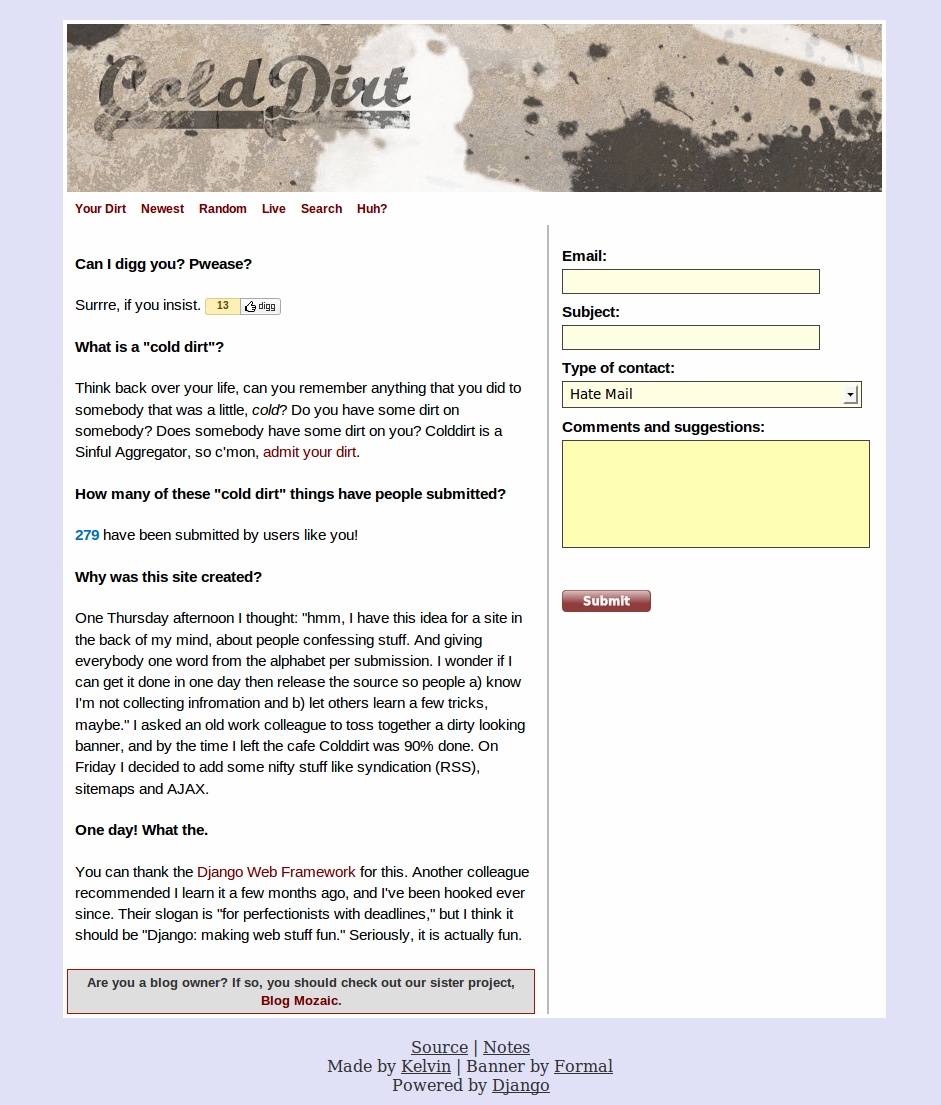 Cold Dirt
Your Dirt Newest Random Live Search Huh?
Can I digg you? Pwease?
Surrre, if you insist. 13 digg
What is a "cold dirt"?
Think back over your life, can you remember anything that you did to
somebody that was a little, cold? Do you have some dirt on
somebody? Does somebody have some dirt on you? Colddirt is a
Sinful Aggregator, so c'mon, admit your dirt.
How many of these "cold dirt" things have people submitted?
279 have been submitted by users like you!
Why was this site created?
One Thursday afternoon I thought: "hmm, I have this idea for a site in
the back of my mind, about people confessing stuff. And giving
everybody one word from the alphabet per submission. I wonder if I
can get it done in one day then release the source so people a) know
I'm not collecting infromation and b) let others learn a few tricks,
maybe." I asked an old work colleague to toss together a dirty looking
banner, and by the time I left the cafe Colddirt was 90% done. On
Friday I decided to add some nifty stuff like syndication (RSS),
sitemaps and AJAX.
One day! What the.
You can thank the Django Web Framework for this. Another colleague
recommended I learn it a few months ago, and I've been hooked ever
since. Their slogan is "for perfectionists with deadlines," but I think it
should be "Django: making web stuff fun." Seriously, it is actually fun.
Are you a blog owner? If so, you should check out our sister project,
Blog Mozaic.
Email:
Subject:
Type of contact:
Hate Mail
Comments and suggestions:
Submit
Source | Notes
Made by Kelvin | Banner by Formal
Powered by Django